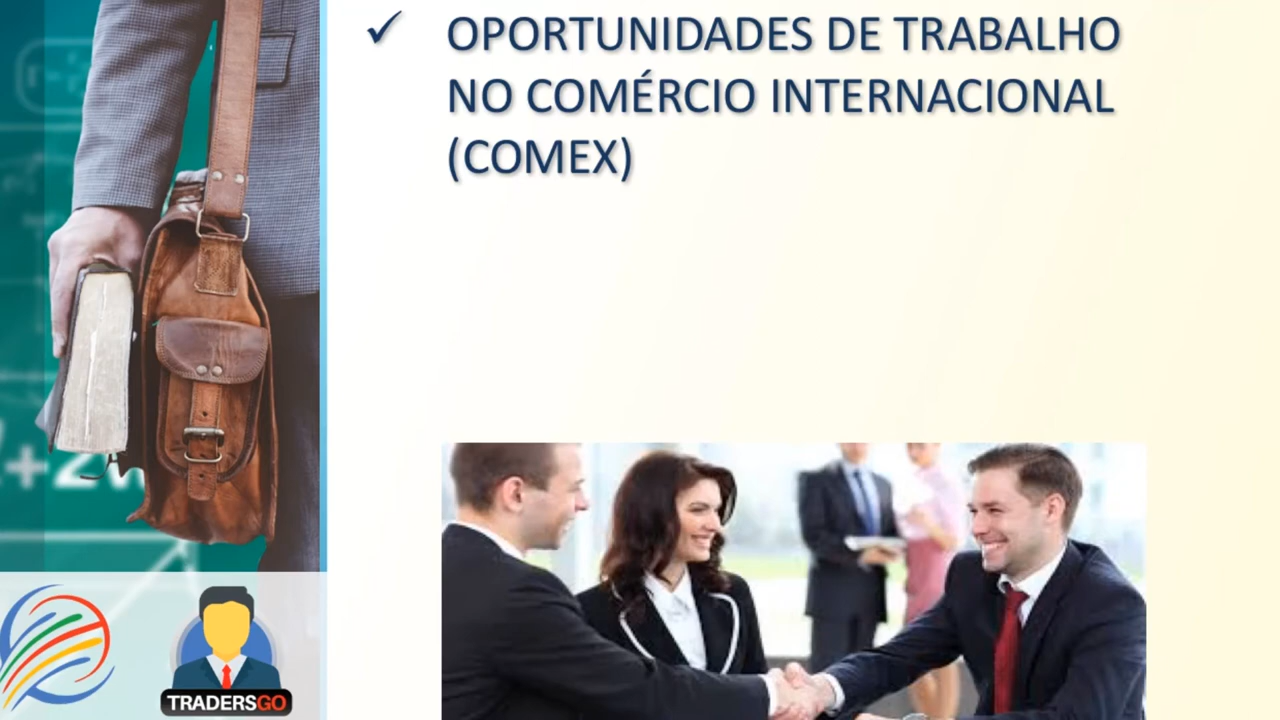 ✓ OPORTUNIDADES DE TRABALHO
NO COMÉRCIO INTERNACIONAL
(COMEX)
TRADERSGO